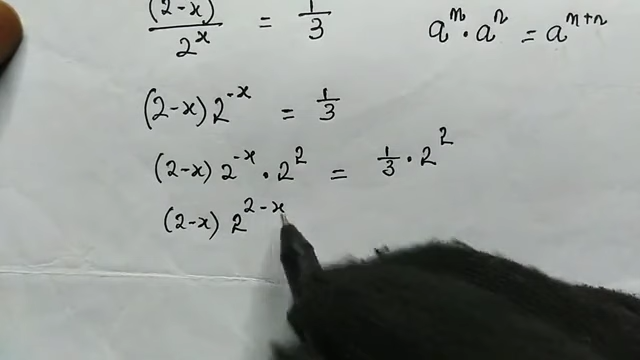 (2-x)/2^x = 1/3
a^m · a^n = a^{m+n}
(2-x) 2^{-x} = 1/3
(2-x) 2^{-x} · 2^2 = 1/3 · 2^2
(2-x) 2^{2-x}